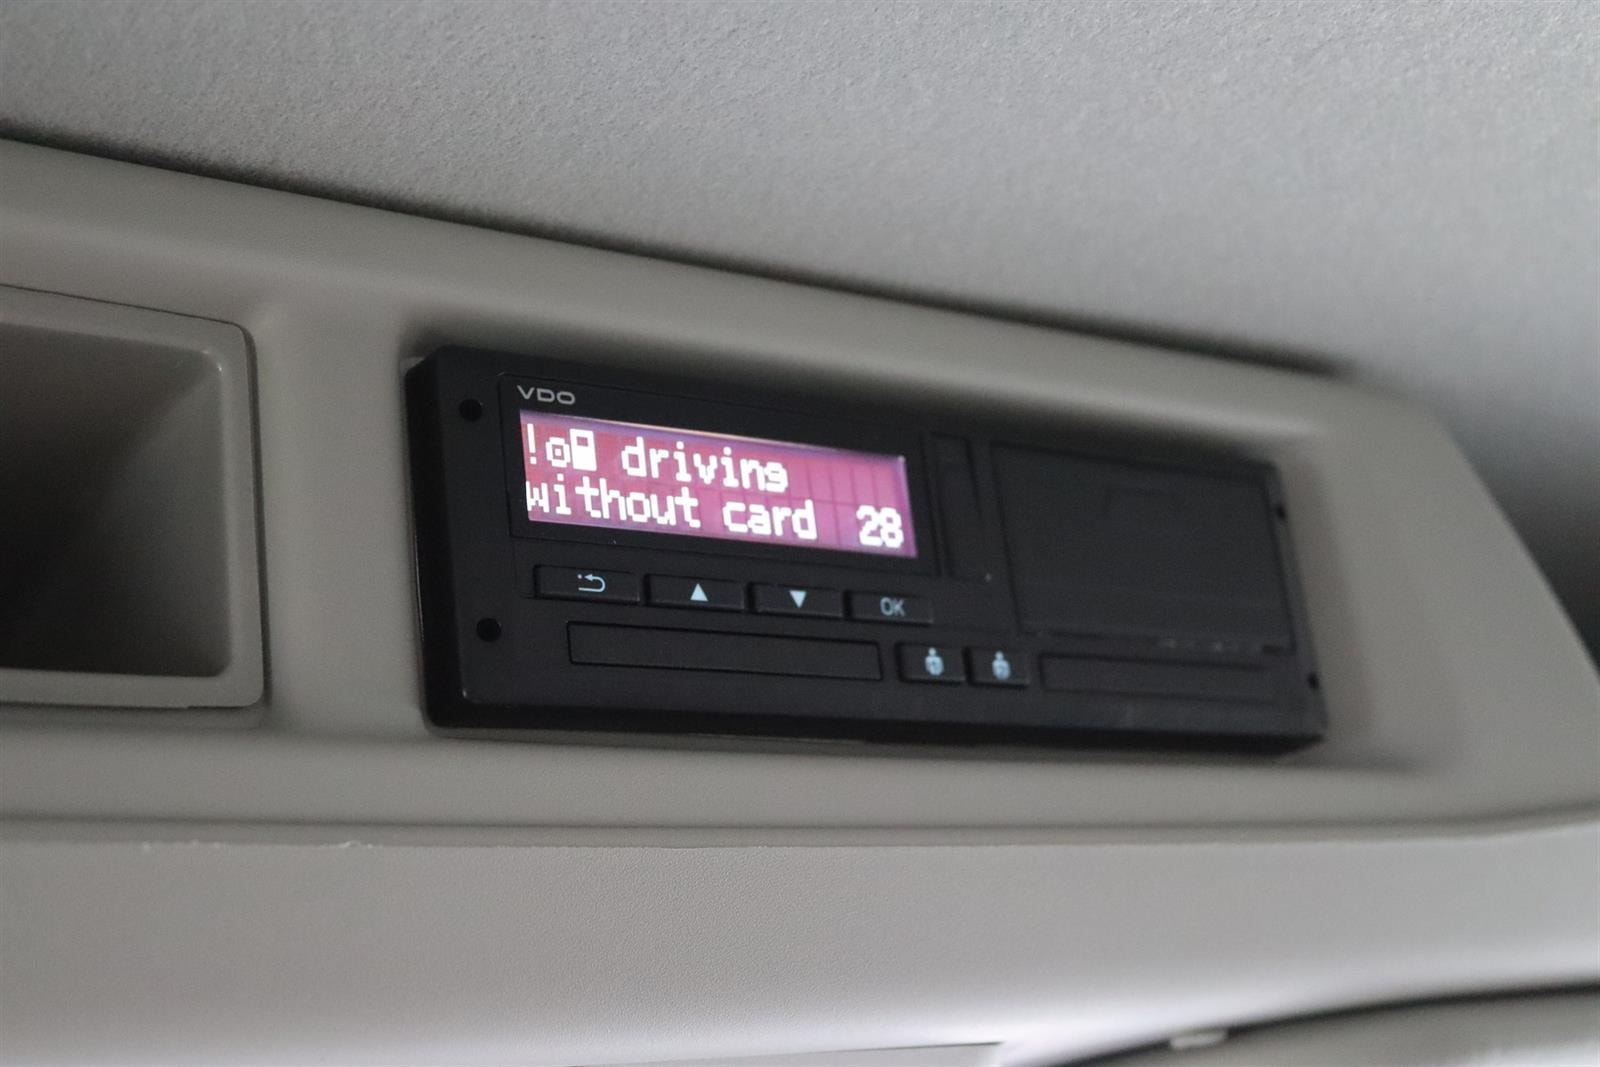 VDO
! driving
without card 28
OK